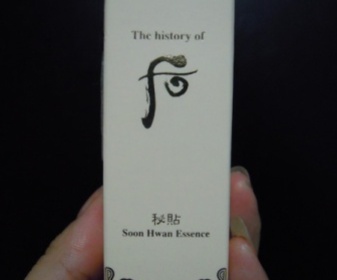 The history of
后
秘貼
Soon Hwan Essence